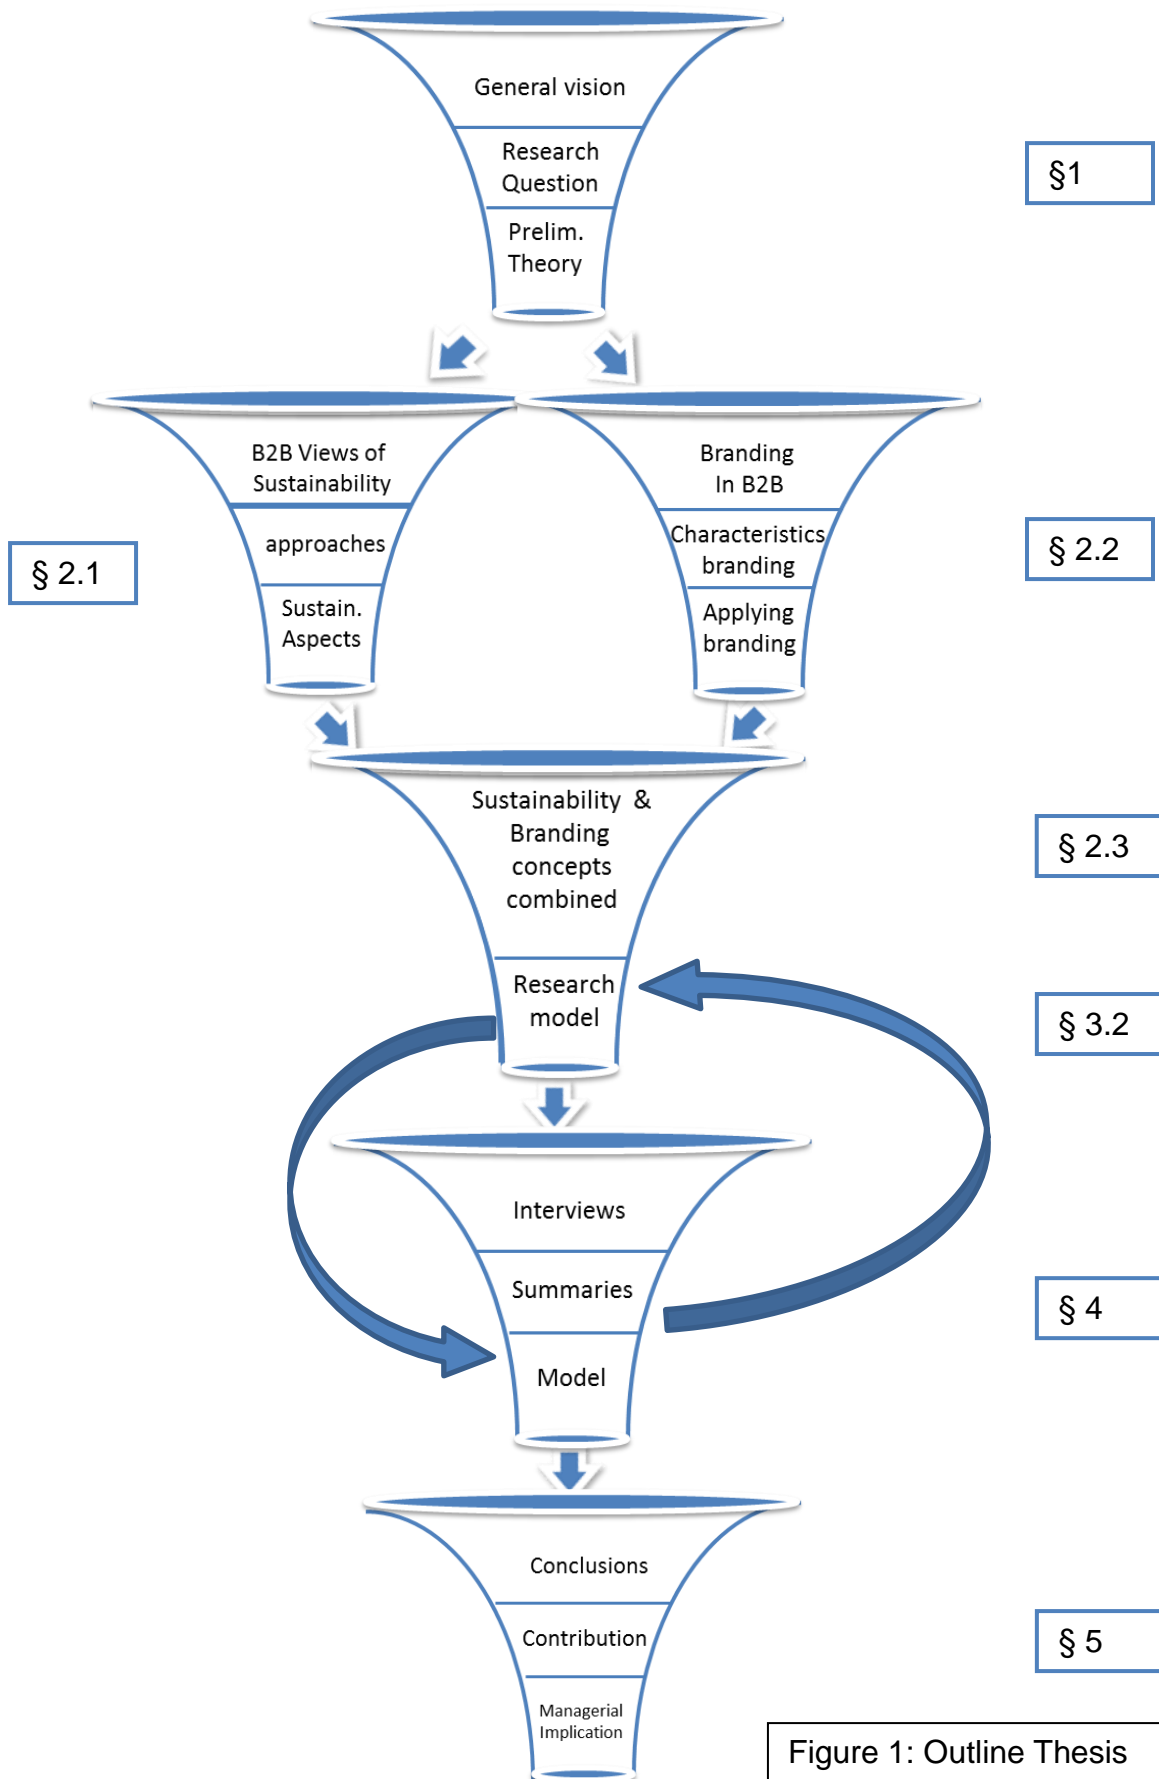 General vision
Research
Question
Prelim.
Theory
§1
B2B Views of
Sustainability
approaches
Sustain.
Aspects
§ 2.1
Branding
In B2B
Characteristics
branding
Applying
branding
§ 2.2
Sustainability &
Branding
concepts
combined
§ 2.3
Research
model
§ 3.2
Interviews
Summaries
Model
§ 4
Conclusions
Contribution
Managerial
Implication
§ 5
Figure 1: Outline Thesis